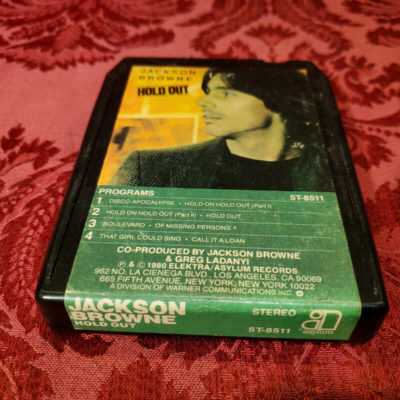 JACKSON
BROWNE
HOLD OUT
PROGRAMS
ST-8511
1 DISCO APOCALYPSE • HOLD ON HOLD OUT (Part I)
2 HOLD ON HOLD OUT (Part II) • HOLD OUT
3 BOULEVARD • OF MISSING PERSONS*
4 THAT GIRL COULD SING • CALL IT A LOAN
CO-PRODUCED BY JACKSON BROWNE
& GREG LADANYI
℗ & © 1980 ELEKTRA/ASYLUM RECORDS
962 NO. LA CIENEGA BLVD., LOS ANGELES, CA 90069
665 FIFTH AVENUE, NEW YORK, NEW YORK 10022
A DIVISION OF WARNER COMMUNICATIONS INC.
JACKSON
BROWNE
HOLD OUT
STEREO
ST-8511
asylum